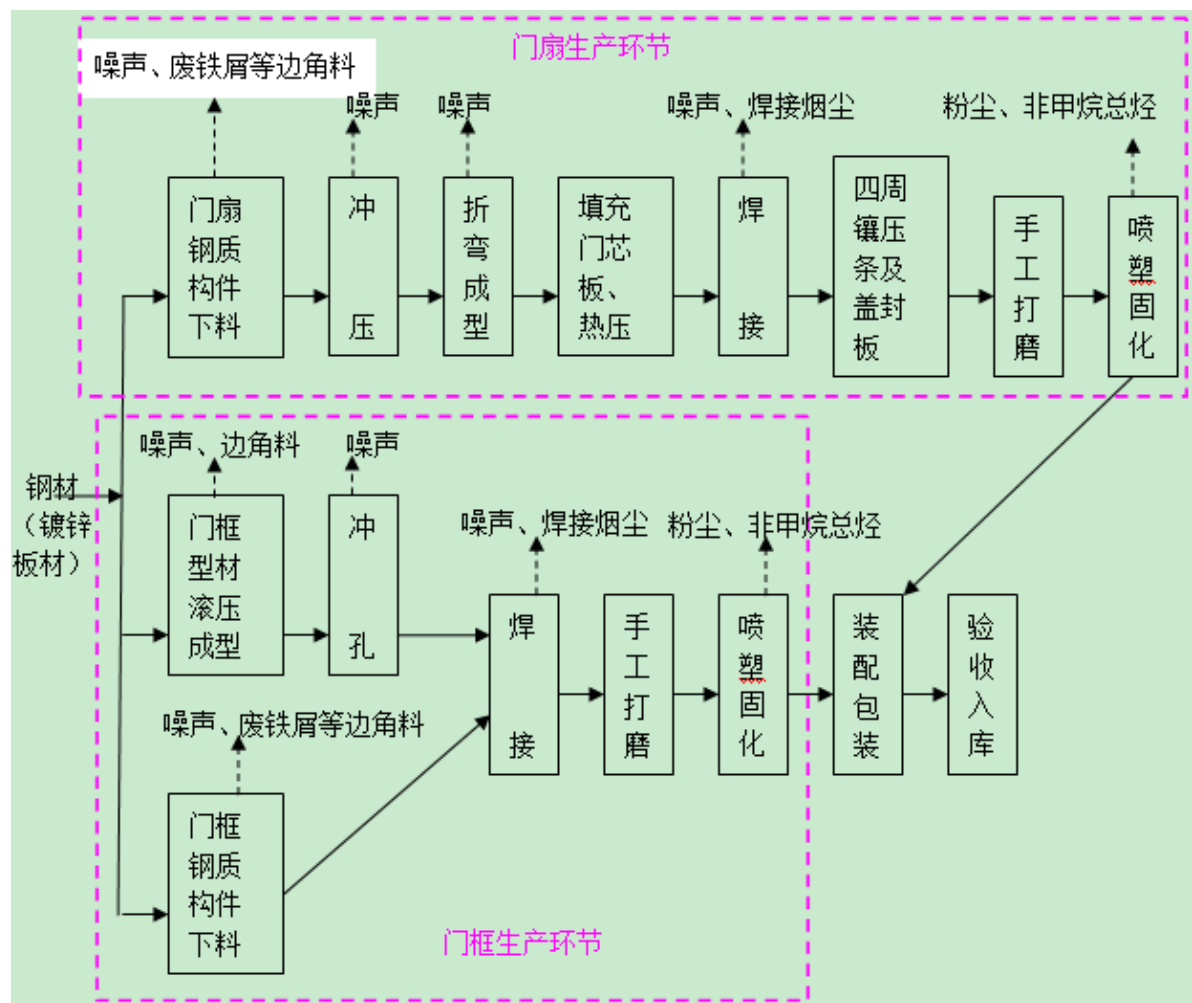 门扇生产环节
噪声、废铁屑等边角料
噪声
噪声
噪声、焊接烟尘
粉尘、非甲烷总烃
门扇
钢质
构件
下料
冲
压
折
弯
成
型
填充
门芯
板、
热压
焊
接
四周
镶压
条及
盖封
板
手
工
打
磨
喷
塑
固
化
钢材
（镀锌
板材）
噪声、边角料
噪声
门框
型材
滚压
成型
冲
孔
噪声、废铁屑等边角料
门框
钢质
构件
下料
噪声、焊接烟尘
粉尘、非甲烷总烃
焊
接
手
工
打
磨
喷
塑
固
化
装
配
包
装
验
收
入
库
门框生产环节